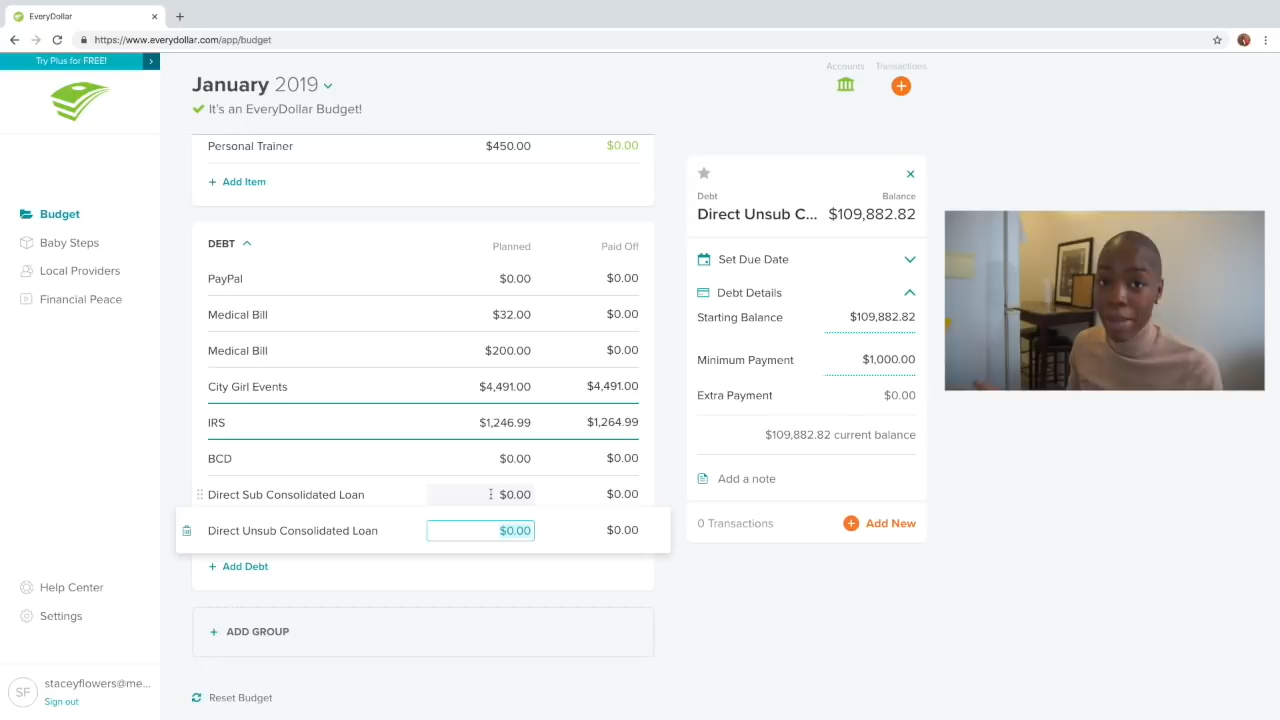 EveryDollar
https://www.everydollar.com/app/budget
Try Plus for FREE!
Budget
Baby Steps
Local Providers
Financial Peace
Help Center
Settings
SF
staceyflowers@me...
Sign out
January 2019
It's an EveryDollar Budget!
Accounts Transactions
Personal Trainer $450.00 $0.00
+ Add Item
DEBT Planned Paid Off
PayPal $0.00 $0.00
Medical Bill $32.00 $0.00
Medical Bill $200.00 $0.00
City Girl Events $4,491.00 $4,491.00
IRS $1,246.99 $1,264.99
BCD $0.00 $0.00
Direct Sub Consolidated Loan $0.00 $0.00
Direct Unsub Consolidated Loan $0.00 $0.00
+ Add Debt
+ ADD GROUP
Reset Budget
Debt Balance
Direct Unsub C... $109,882.82
Set Due Date
Debt Details
Starting Balance $109,882.82
Minimum Payment $1,000.00
Extra Payment $0.00
$109,882.82 current balance
Add a note
0 Transactions Add New